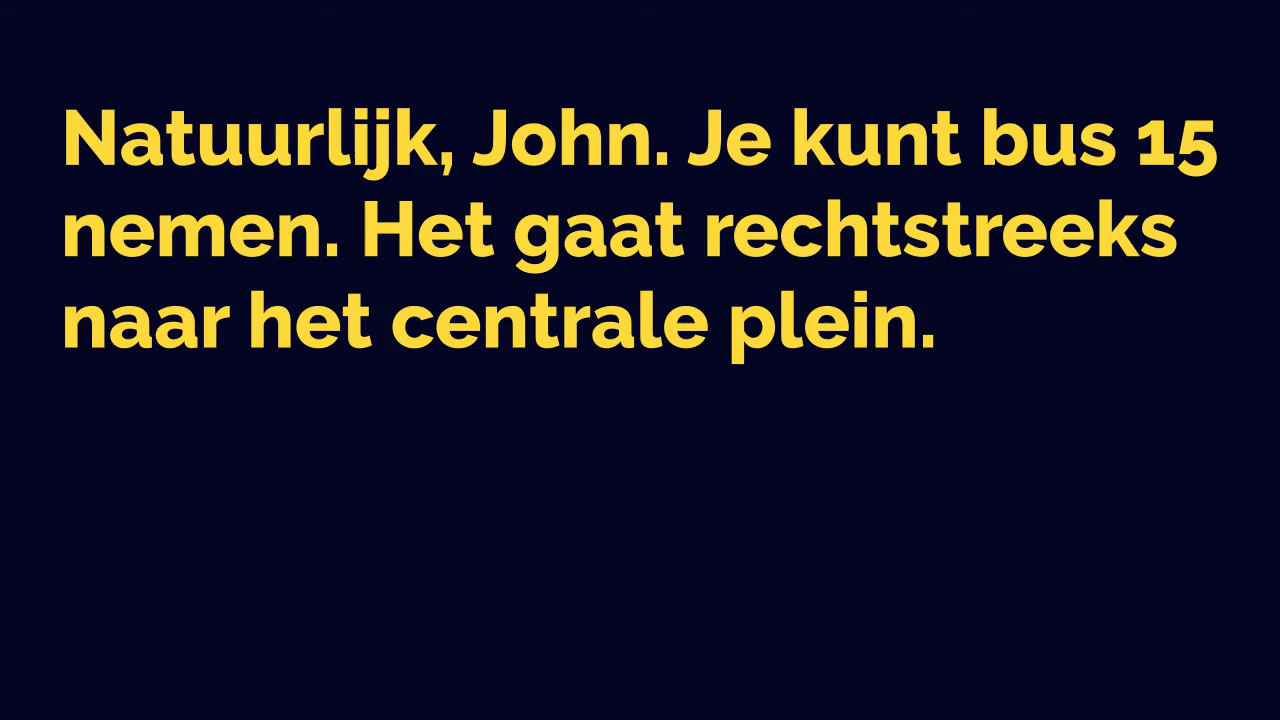 Natuurlijk, John. Je kunt bus 15
nemen. Het gaat rechtstreeks
naar het centrale plein.